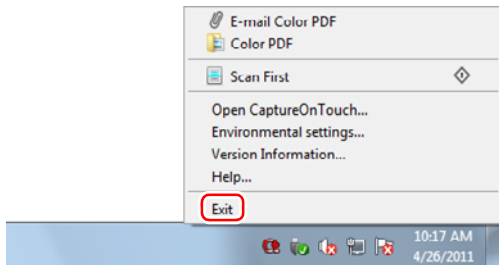 E-mail Color PDF
Color PDF
Scan First
Open CaptureOnTouch...
Environmental settings...
Version Information...
Help...
Exit
10:17 AM
4/26/2011